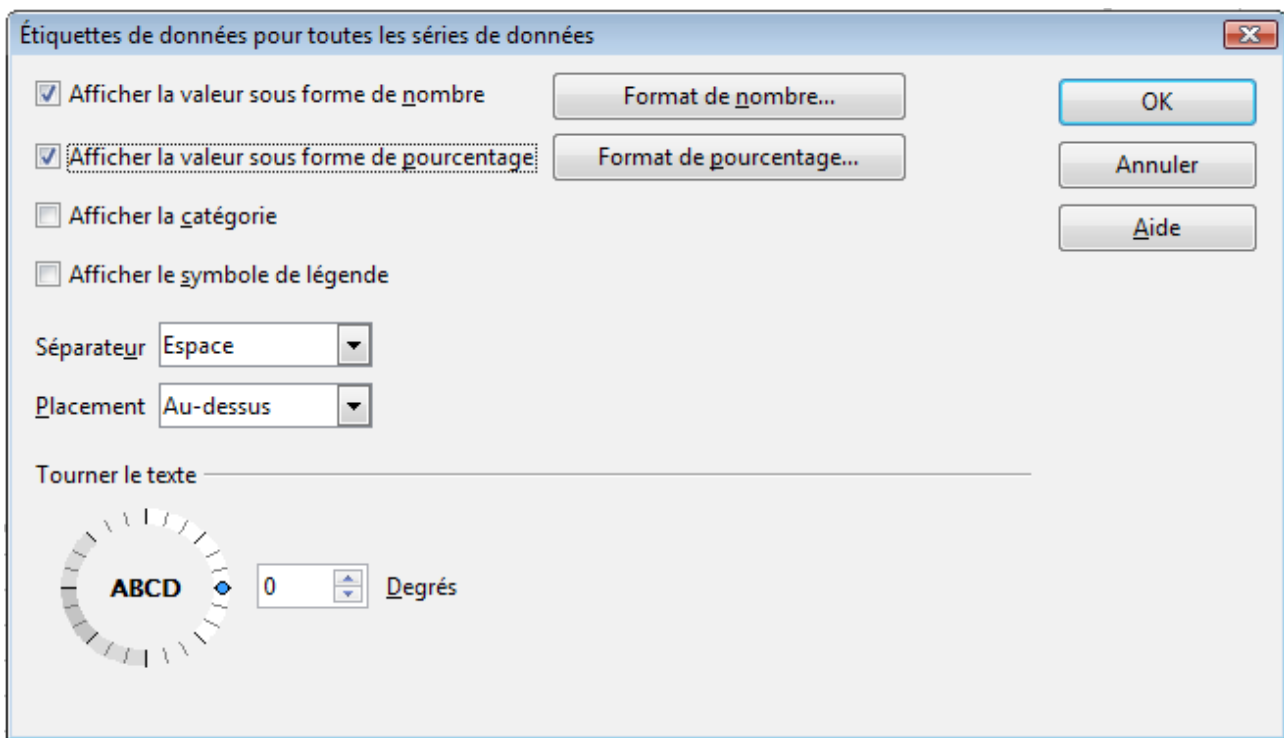 Étiquettes de données pour toutes les séries de données
Afficher la valeur sous forme de nombre
Format de nombre...
OK
Afficher la valeur sous forme de pourcentage
Format de pourcentage...
Annuler
Afficher la catégorie
Aide
Afficher le symbole de légende
Séparateur Espace
Placement Au-dessus
Tourner le texte
ABCD
0
Degrés